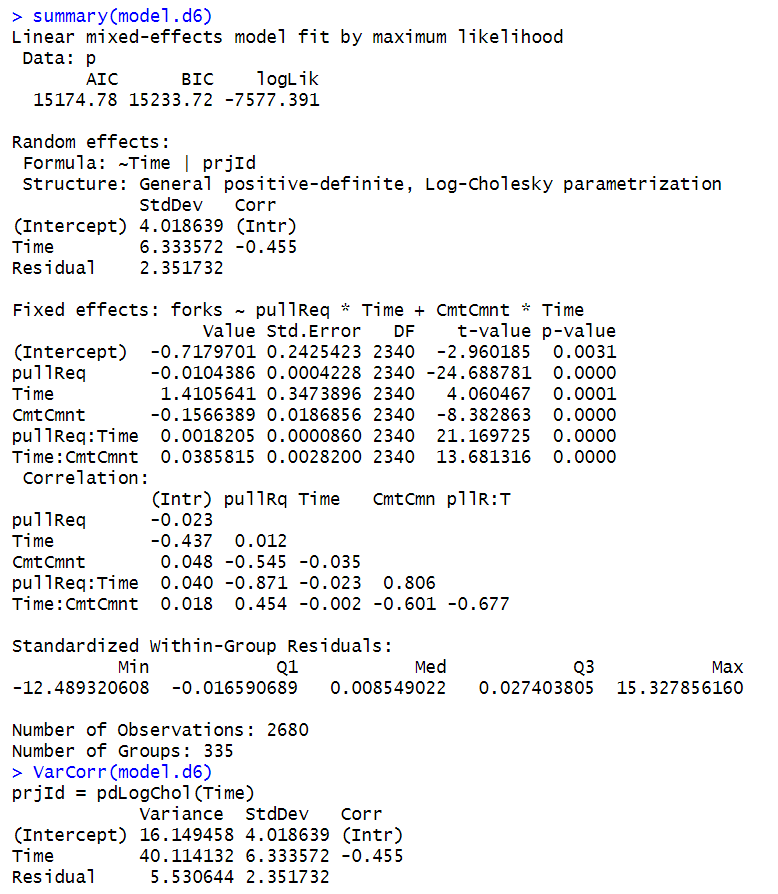 > summary(model.d6)
Linear mixed-effects model fit by maximum likelihood
 Data: p
       AIC      BIC    logLik
  15174.78 15233.72 -7577.391

Random effects:
 Formula: ~Time | prjId
 Structure: General positive-definite, Log-Cholesky parametrization
            StdDev   Corr
(Intercept) 4.018639 (Intr)
Time        6.333572 -0.455
Residual    2.351732

Fixed effects: forks ~ pullReq * Time + CmtCmnt * Time
                  Value Std.Error   DF    t-value p-value
(Intercept)  -0.7179701 0.2425423 2340  -2.960185  0.0031
pullReq      -0.0104386 0.0004228 2340 -24.688781  0.0000
Time          1.4105641 0.3473896 2340   4.060467  0.0001
CmtCmnt      -0.1566389 0.0186856 2340  -8.382863  0.0000
pullReq:Time  0.0018205 0.0000860 2340  21.169725  0.0000
Time:CmtCmnt  0.0385815 0.0028200 2340  13.681316  0.0000
 Correlation:
             (Intr) pullRq Time   CmtCmn pllR:T
pullReq      -0.023
Time         -0.437  0.012
CmtCmnt       0.048 -0.545 -0.035
pullReq:Time  0.040 -0.871 -0.023  0.806
Time:CmtCmnt  0.018  0.454 -0.002 -0.601 -0.677

Standardized Within-Group Residuals:
          Min            Q1           Med            Q3           Max
-12.489320608  -0.016590689   0.008549022   0.027403805  15.327856160

Number of Observations: 2680
Number of Groups: 335
> VarCorr(model.d6)
prjId = pdLogChol(Time)
            Variance  StdDev   Corr
(Intercept) 16.149458 4.018639 (Intr)
Time        40.114132 6.333572 -0.455
Residual     5.530644 2.351732